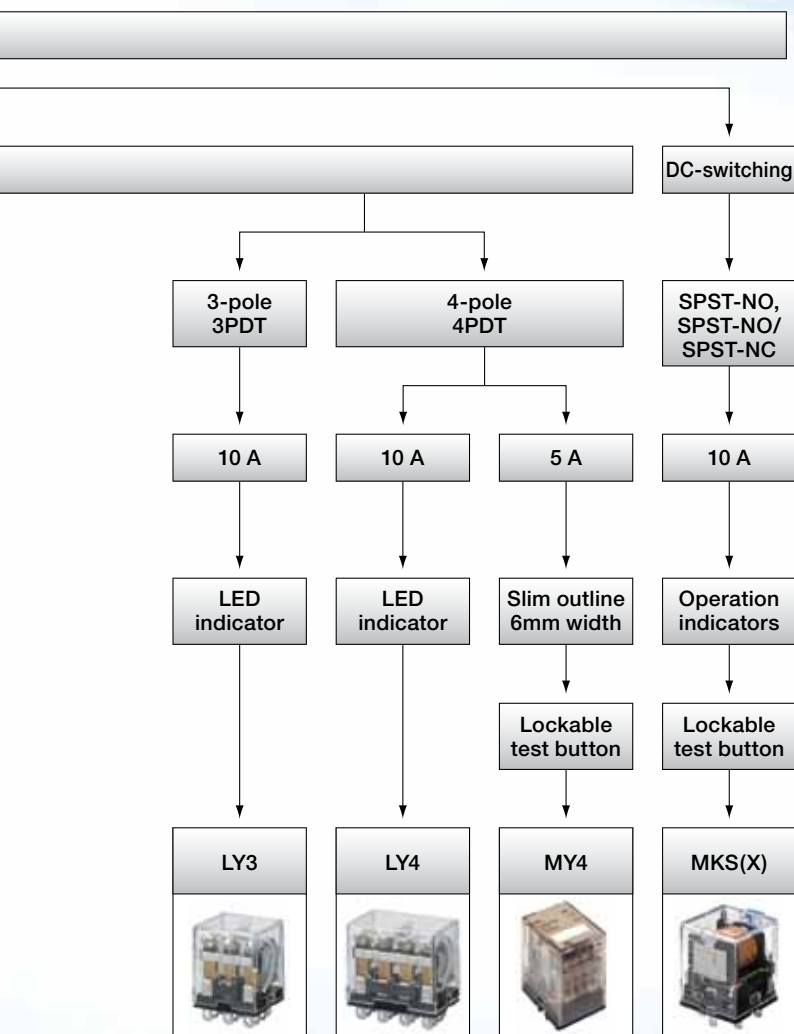 DC-switching
3-pole
3PDT
4-pole
4PDT
SPST-NO,
SPST-NO/
SPST-NC
10 A
10 A
5 A
10 A
LED
indicator
LED
indicator
Slim outline
6mm width
Operation
indicators
Lockable
test button
Lockable
test button
LY3
LY4
MY4
MKS(X)